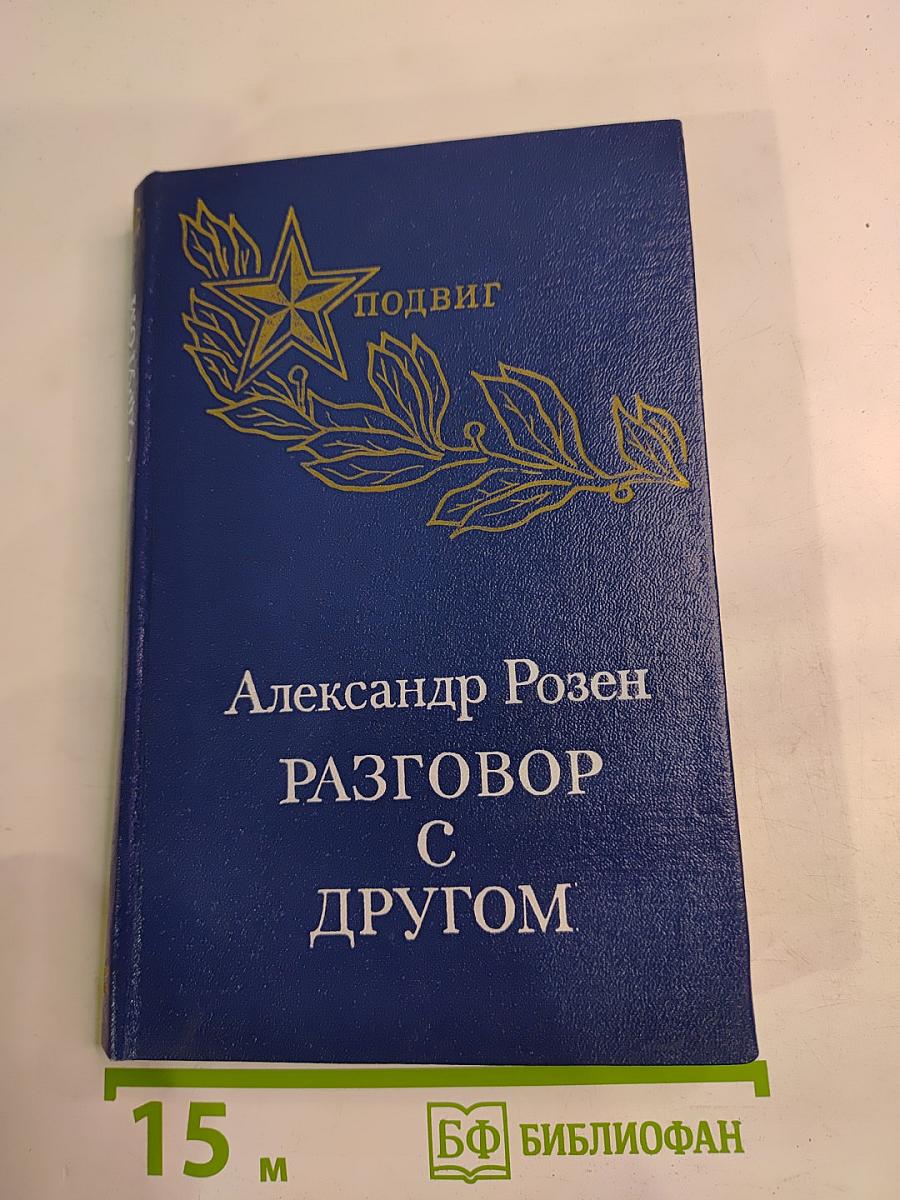 ПОДВИГ
Александр Розен
РАЗГОВОР
С
ДРУГОМ
15 м
БФ БИБЛИОФАН